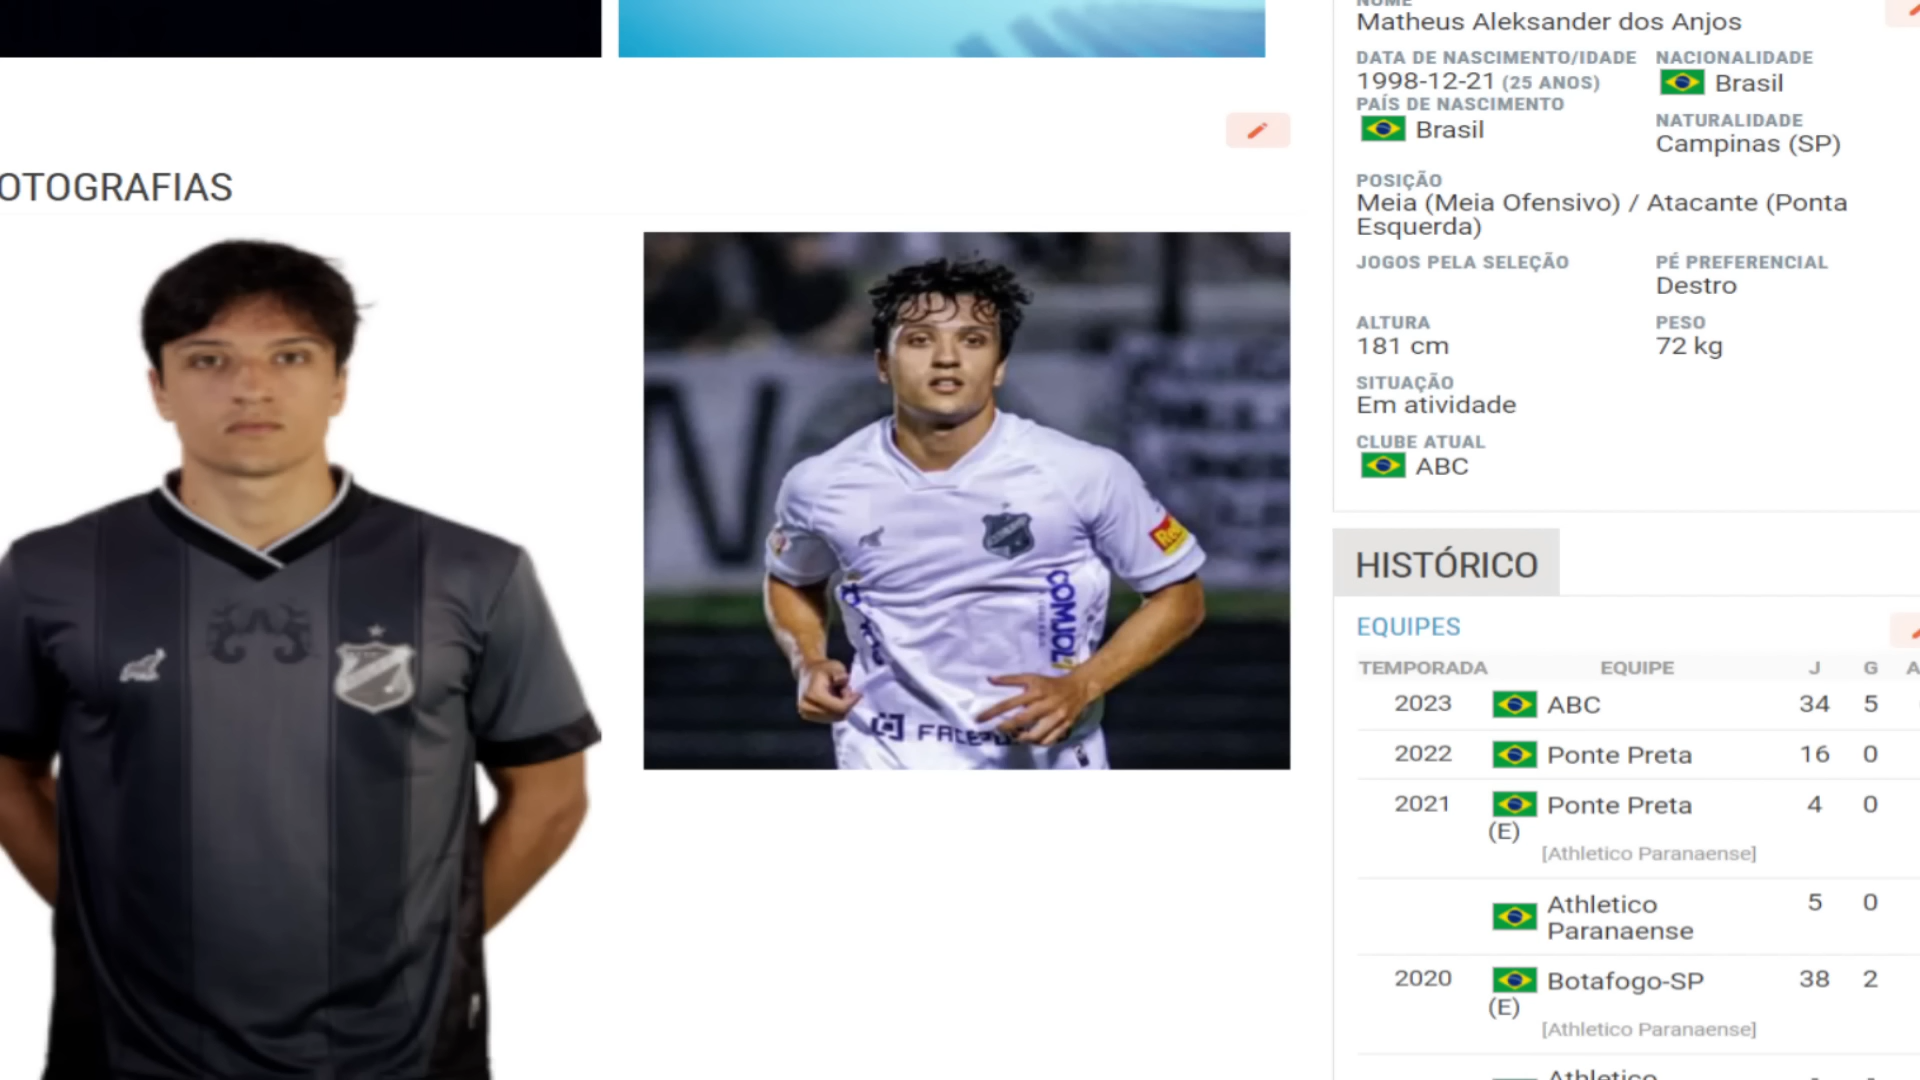 OTOGRAFIAS
COMJOL
NOME
Matheus Aleksander dos Anjos
DATA DE NASCIMENTO/IDADE
1998-12-21 (25 ANOS)
NACIONALIDADE
Brasil
PAÍS DE NASCIMENTO
Brasil
NATURALIDADE
Campinas (SP)
POSIÇÃO
Meia (Meia Ofensivo) / Atacante (Ponta
Esquerda)
JOGOS PELA SELEÇÃO
PÉ PREFERENCIAL
Destro
ALTURA
181 cm
PESO
72 kg
SITUAÇÃO
Em atividade
CLUBE ATUAL
ABC
HISTÓRICO
EQUIPES
TEMPORADA EQUIPE J G A
2023 ABC 34 5
2022 Ponte Preta 16 0
2021 Ponte Preta 4 0
(E)
[Athletico Paranaense]
Athletico 5 0
Paranaense
2020 Botafogo-SP 38 2
(E)
[Athletico Paranaense]
Athletico